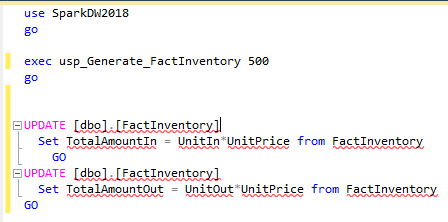 use SparkDW2018
go
exec usp_Generate_FactInventory 500
go
UPDATE [dbo].[FactInventory]
Set TotalAmountIn = UnitIn*UnitPrice from FactInventory
GO
UPDATE [dbo].[FactInventory]
Set TotalAmountOut = UnitOut*UnitPrice from FactInventory
GO